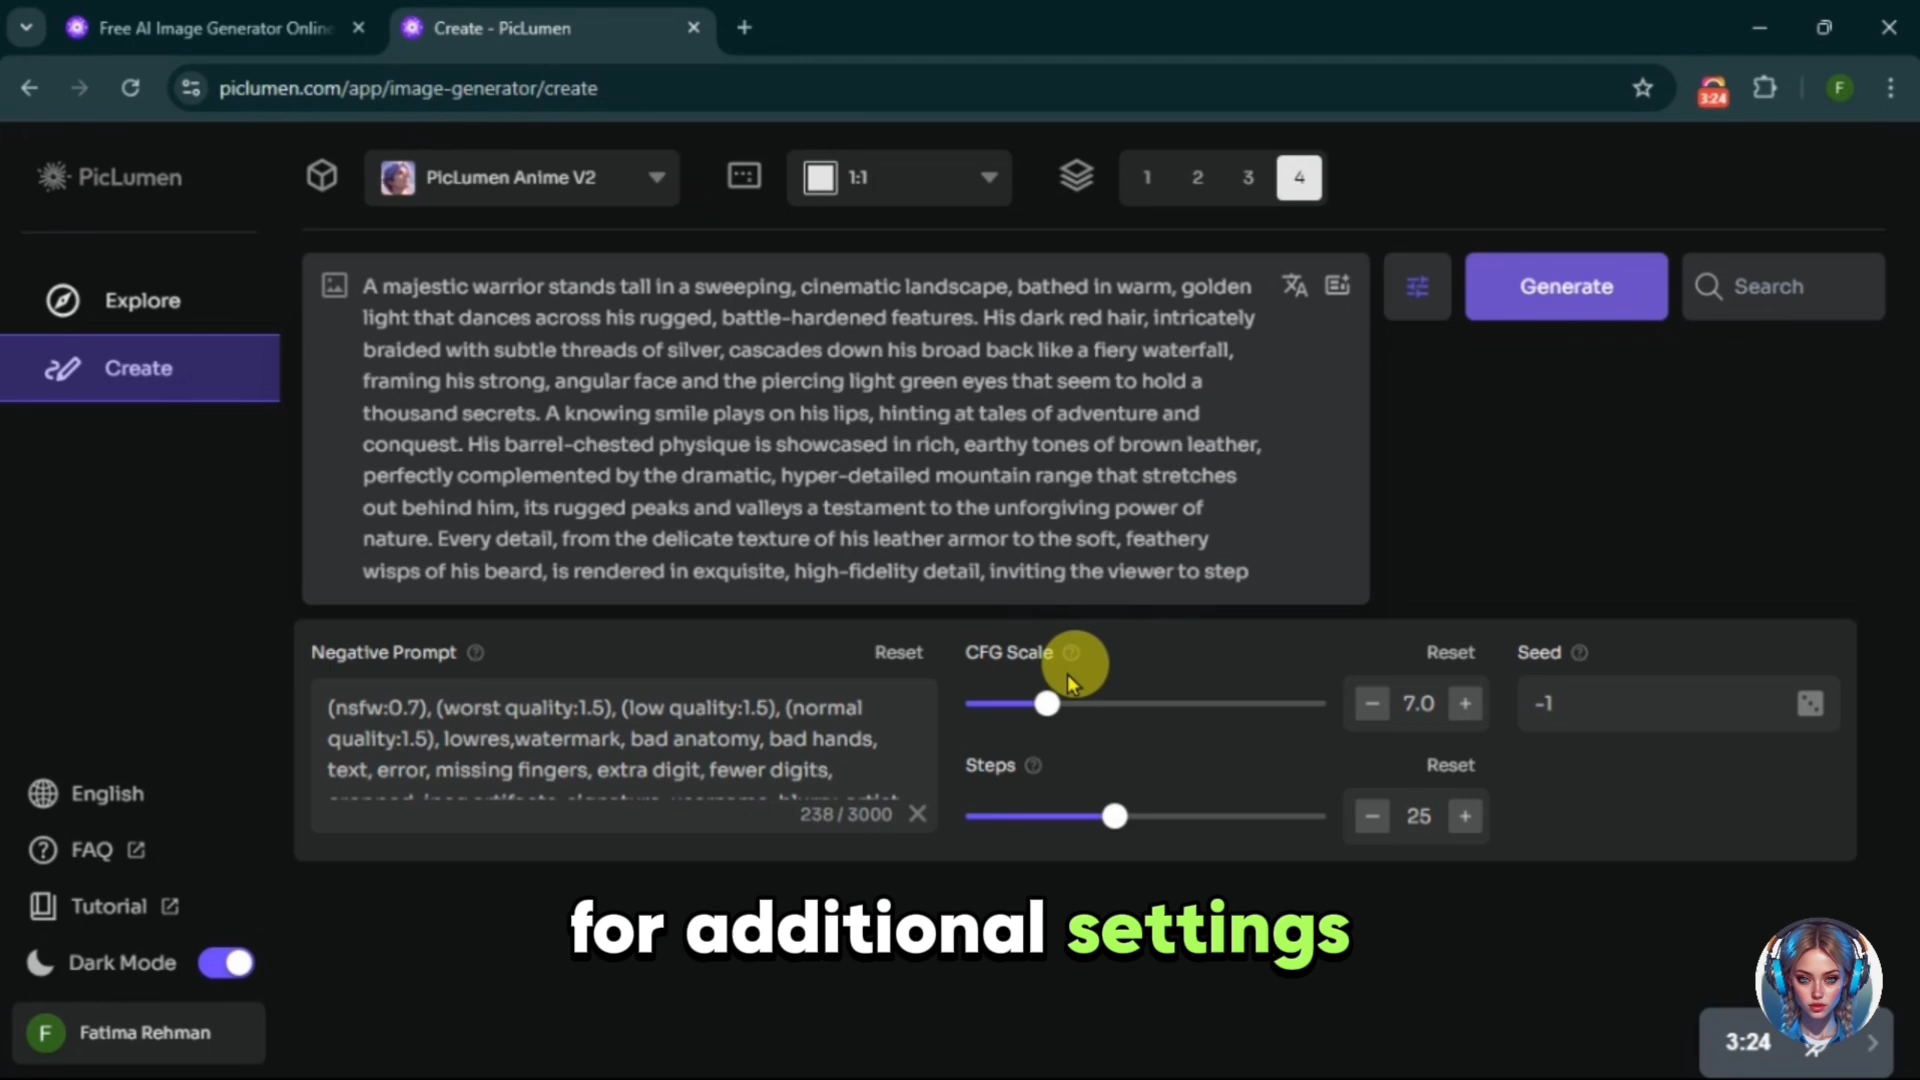 Free AI Image Generator Online
Create - PicLumen
piclumen.com/app/image-generator/create
3:24
F
PicLumen
PicLumen Anime V2
1:1
1 2 3 4
Explore
Create
A majestic warrior stands tall in a sweeping, cinematic landscape, bathed in warm, golden
light that dances across his rugged, battle-hardened features. His dark red hair, intricately
braided with subtle threads of silver, cascades down his broad back like a fiery waterfall,
framing his strong, angular face and the piercing light green eyes that seem to hold a
thousand secrets. A knowing smile plays on his lips, hinting at tales of adventure and
conquest. His barrel-chested physique is showcased in rich, earthy tones of brown leather,
perfectly complemented by the dramatic, hyper-detailed mountain range that stretches
out behind him, its rugged peaks and valleys a testament to the unforgiving power of
nature. Every detail, from the delicate texture of his leather armor to the soft, feathery
wisps of his beard, is rendered in exquisite, high-fidelity detail, inviting the viewer to step
Generate
Search
Negative Prompt
Reset
(nsfw:0.7), (worst quality:1.5), (low quality:1.5), (normal
quality:1.5), lowres,watermark, bad anatomy, bad hands,
text, error, missing fingers, extra digit, fewer digits,
238 / 3000
CFG Scale
Reset
7.0
Steps
Reset
25
Seed
-1
English
FAQ
Tutorial
Dark Mode
F
Fatima Rehman
for additional settings
3:24